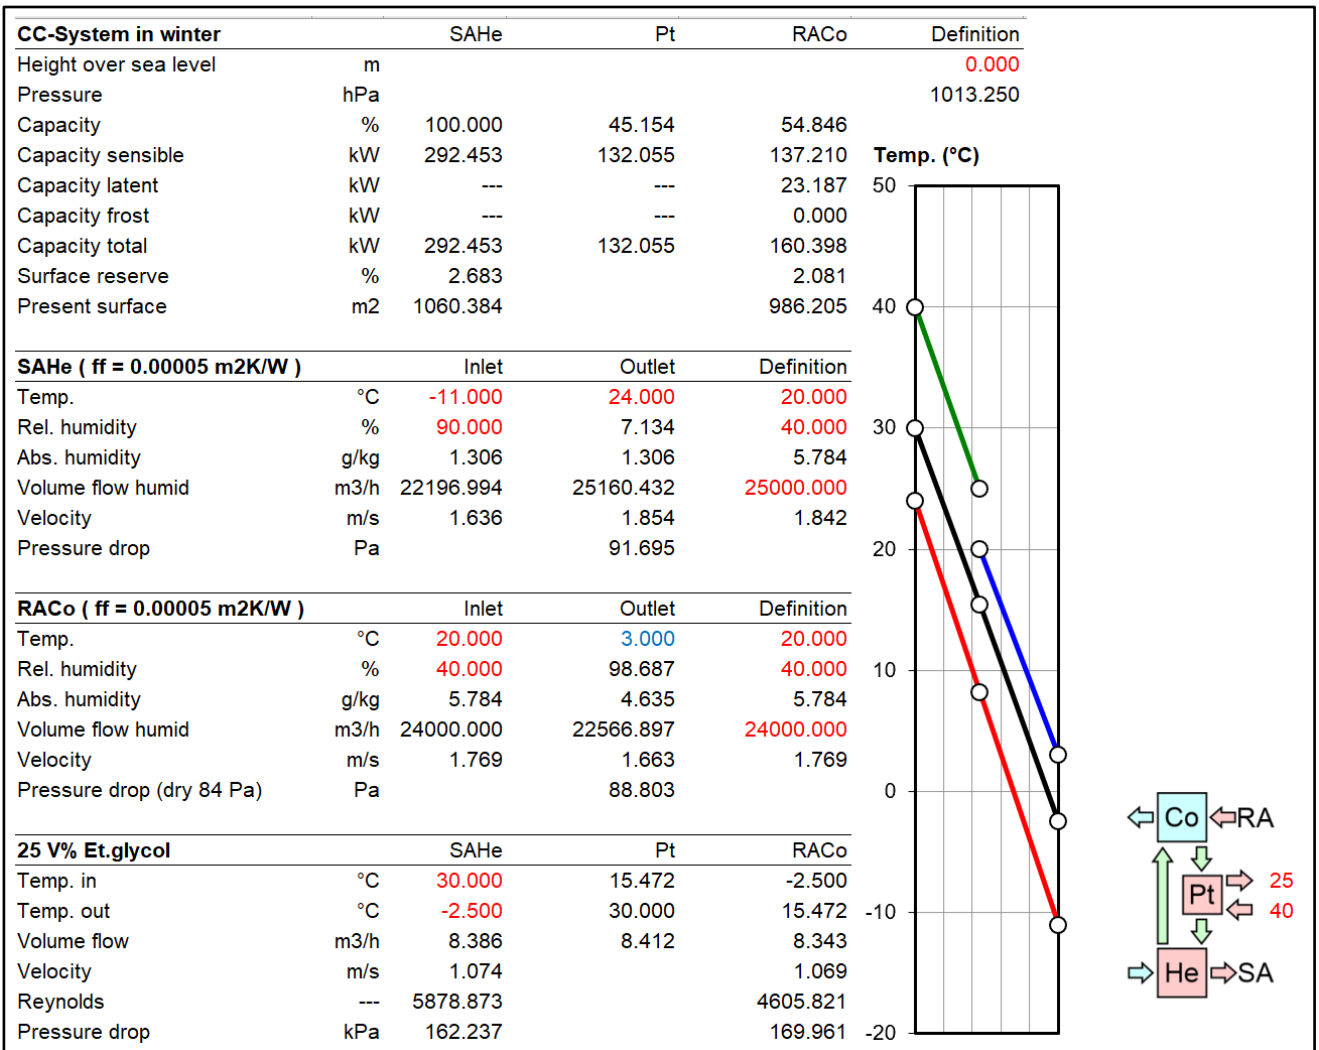 CC-System in winter SAHe Pt RACo Definition
Height over sea level m 0.000
Pressure hPa 1013.250
Capacity % 100.000 45.154 54.846
Capacity sensible kW 292.453 132.055 137.210
Capacity latent kW --- --- 23.187
Capacity frost kW --- --- 0.000
Capacity total kW 292.453 132.055 160.398
Surface reserve % 2.683 2.081
Present surface m2 1060.384 986.205
SAHe ( ff = 0.00005 m2K/W ) Inlet Outlet Definition
Temp. °C -11.000 24.000 20.000
Rel. humidity % 90.000 7.134 40.000
Abs. humidity g/kg 1.306 1.306 5.784
Volume flow humid m3/h 22196.994 25160.432 25000.000
Velocity m/s 1.636 1.854 1.842
Pressure drop Pa 91.695
RACo ( ff = 0.00005 m2K/W ) Inlet Outlet Definition
Temp. °C 20.000 3.000 20.000
Rel. humidity % 40.000 98.687 40.000
Abs. humidity g/kg 5.784 4.635 5.784
Volume flow humid m3/h 24000.000 22566.897 24000.000
Velocity m/s 1.769 1.663 1.769
Pressure drop (dry 84 Pa) Pa 88.803
25 V% Et.glycol SAHe Pt RACo
Temp. in °C 30.000 15.472 -2.500
Temp. out °C -2.500 30.000 15.472
Volume flow m3/h 8.386 8.412 8.343
Velocity m/s 1.074 1.069
Reynolds --- 5878.873 4605.821
Pressure drop kPa 162.237 169.961
Temp. (°C)
50
40
30
20
10
0
-10
-20
Co RA
Pt 25
40
He SA